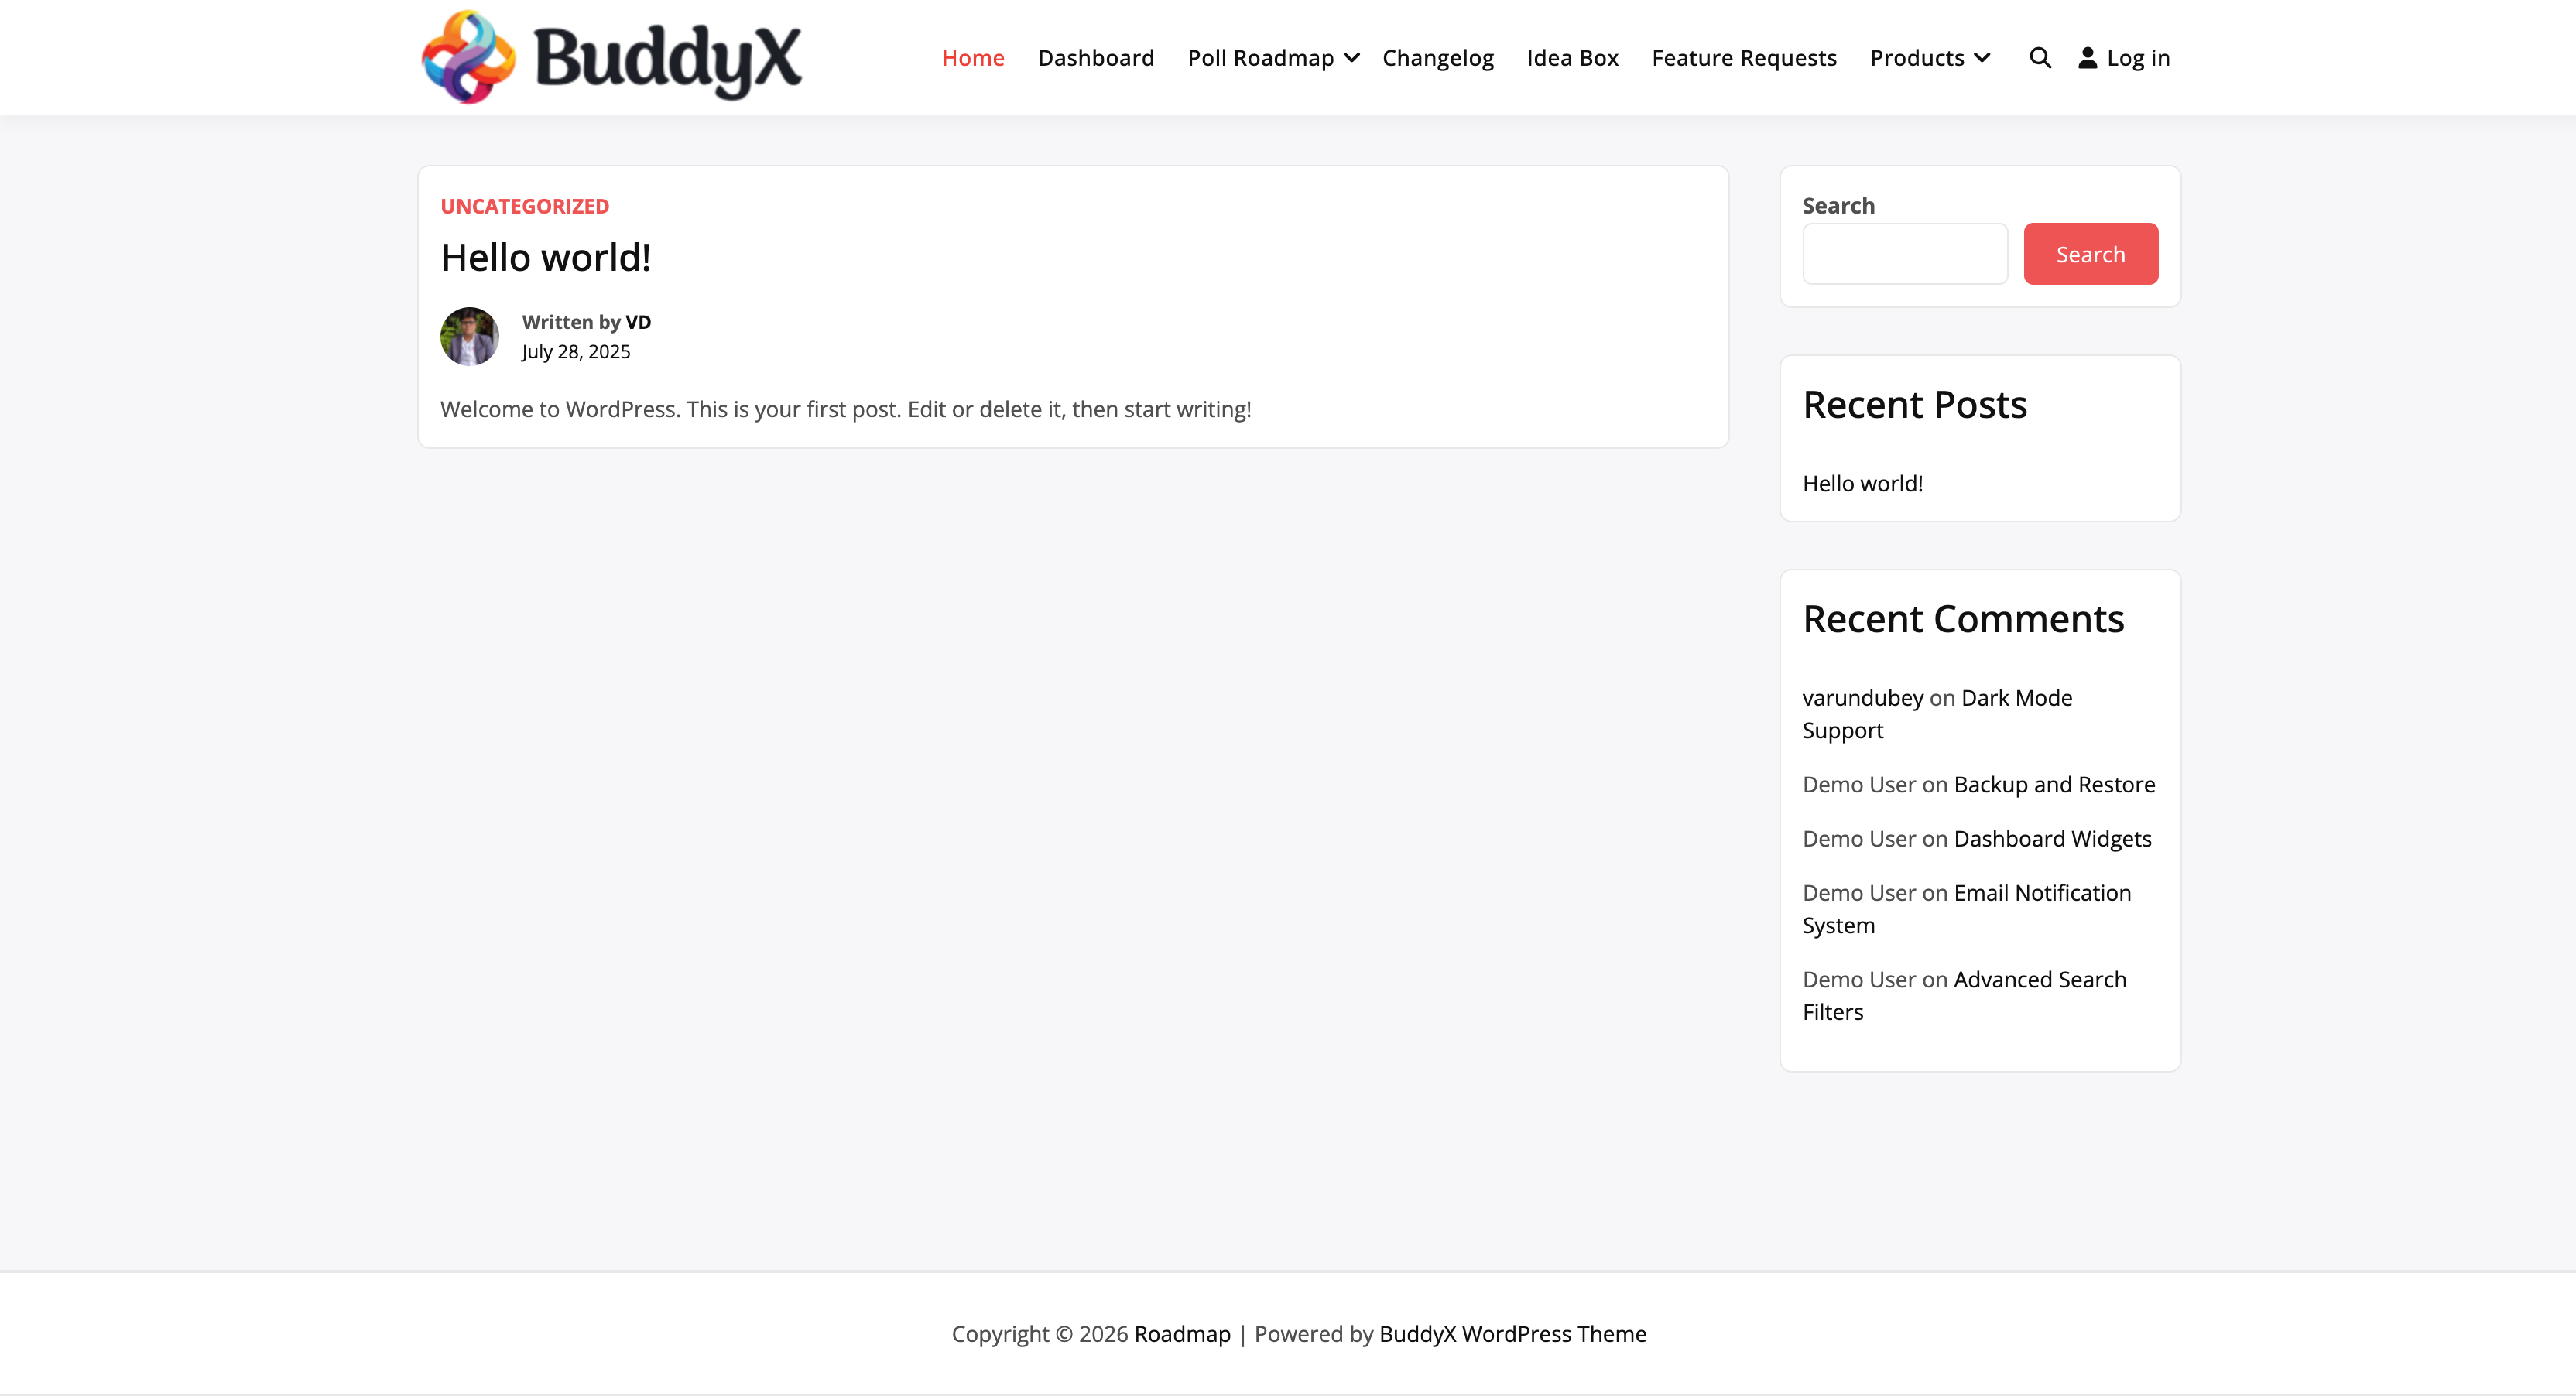 BuddyX
Home Dashboard Poll Roadmap Changelog Idea Box Feature Requests Products Log in
UNCATEGORIZED
Hello world!
Written by VD
July 28, 2025
Welcome to WordPress. This is your first post. Edit or delete it, then start writing!
Search
Search
Recent Posts
Hello world!
Recent Comments
varundubey on Dark Mode
Support
Demo User on Backup and Restore
Demo User on Dashboard Widgets
Demo User on Email Notification
System
Demo User on Advanced Search
Filters
Copyright © 2026 Roadmap | Powered by BuddyX WordPress Theme